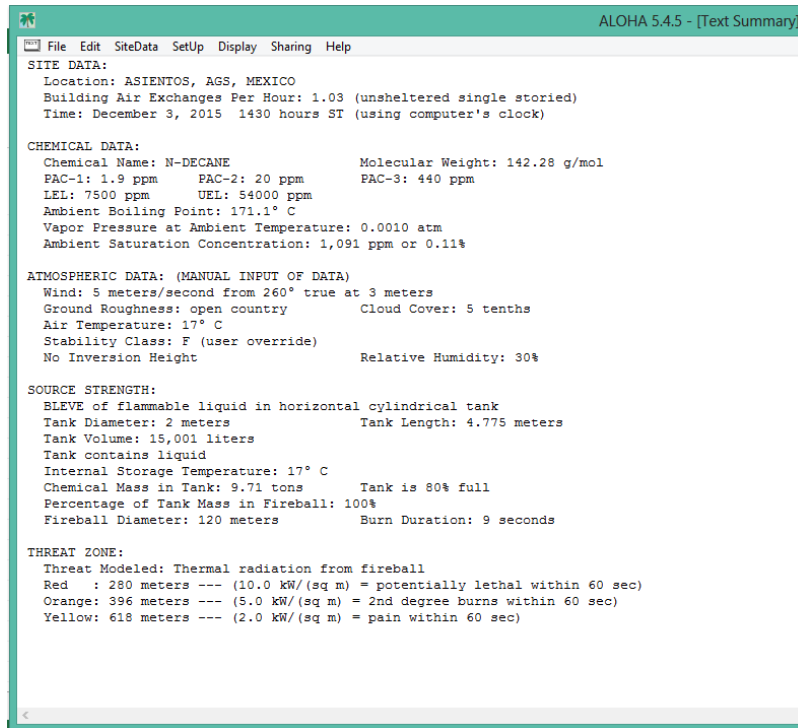 ALOHA 5.4.5 - [Text Summary]
File Edit SiteData SetUp Display Sharing Help
SITE DATA:
Location: ASIENTOS, AGS, MEXICO
Building Air Exchanges Per Hour: 1.03 (unsheltered single storied)
Time: December 3, 2015 1430 hours ST (using computer's clock)
CHEMICAL DATA:
Chemical Name: N-DECANE Molecular Weight: 142.28 g/mol
PAC-1: 1.9 ppm PAC-2: 20 ppm PAC-3: 440 ppm
LEL: 7500 ppm UEL: 54000 ppm
Ambient Boiling Point: 171.1° C
Vapor Pressure at Ambient Temperature: 0.0010 atm
Ambient Saturation Concentration: 1,091 ppm or 0.11%
ATMOSPHERIC DATA: (MANUAL INPUT OF DATA)
Wind: 5 meters/second from 260° true at 3 meters
Ground Roughness: open country Cloud Cover: 5 tenths
Air Temperature: 17° C
Stability Class: F (user override)
No Inversion Height Relative Humidity: 30%
SOURCE STRENGTH:
BLEVE of flammable liquid in horizontal cylindrical tank
Tank Diameter: 2 meters Tank Length: 4.775 meters
Tank Volume: 15,001 liters
Tank contains liquid
Internal Storage Temperature: 17° C
Chemical Mass in Tank: 9.71 tons Tank is 80% full
Percentage of Tank Mass in Fireball: 100%
Fireball Diameter: 120 meters Burn Duration: 9 seconds
THREAT ZONE:
Threat Modeled: Thermal radiation from fireball
Red : 280 meters --- (10.0 kW/(sq m) = potentially lethal within 60 sec)
Orange: 396 meters --- (5.0 kW/(sq m) = 2nd degree burns within 60 sec)
Yellow: 618 meters --- (2.0 kW/(sq m) = pain within 60 sec)